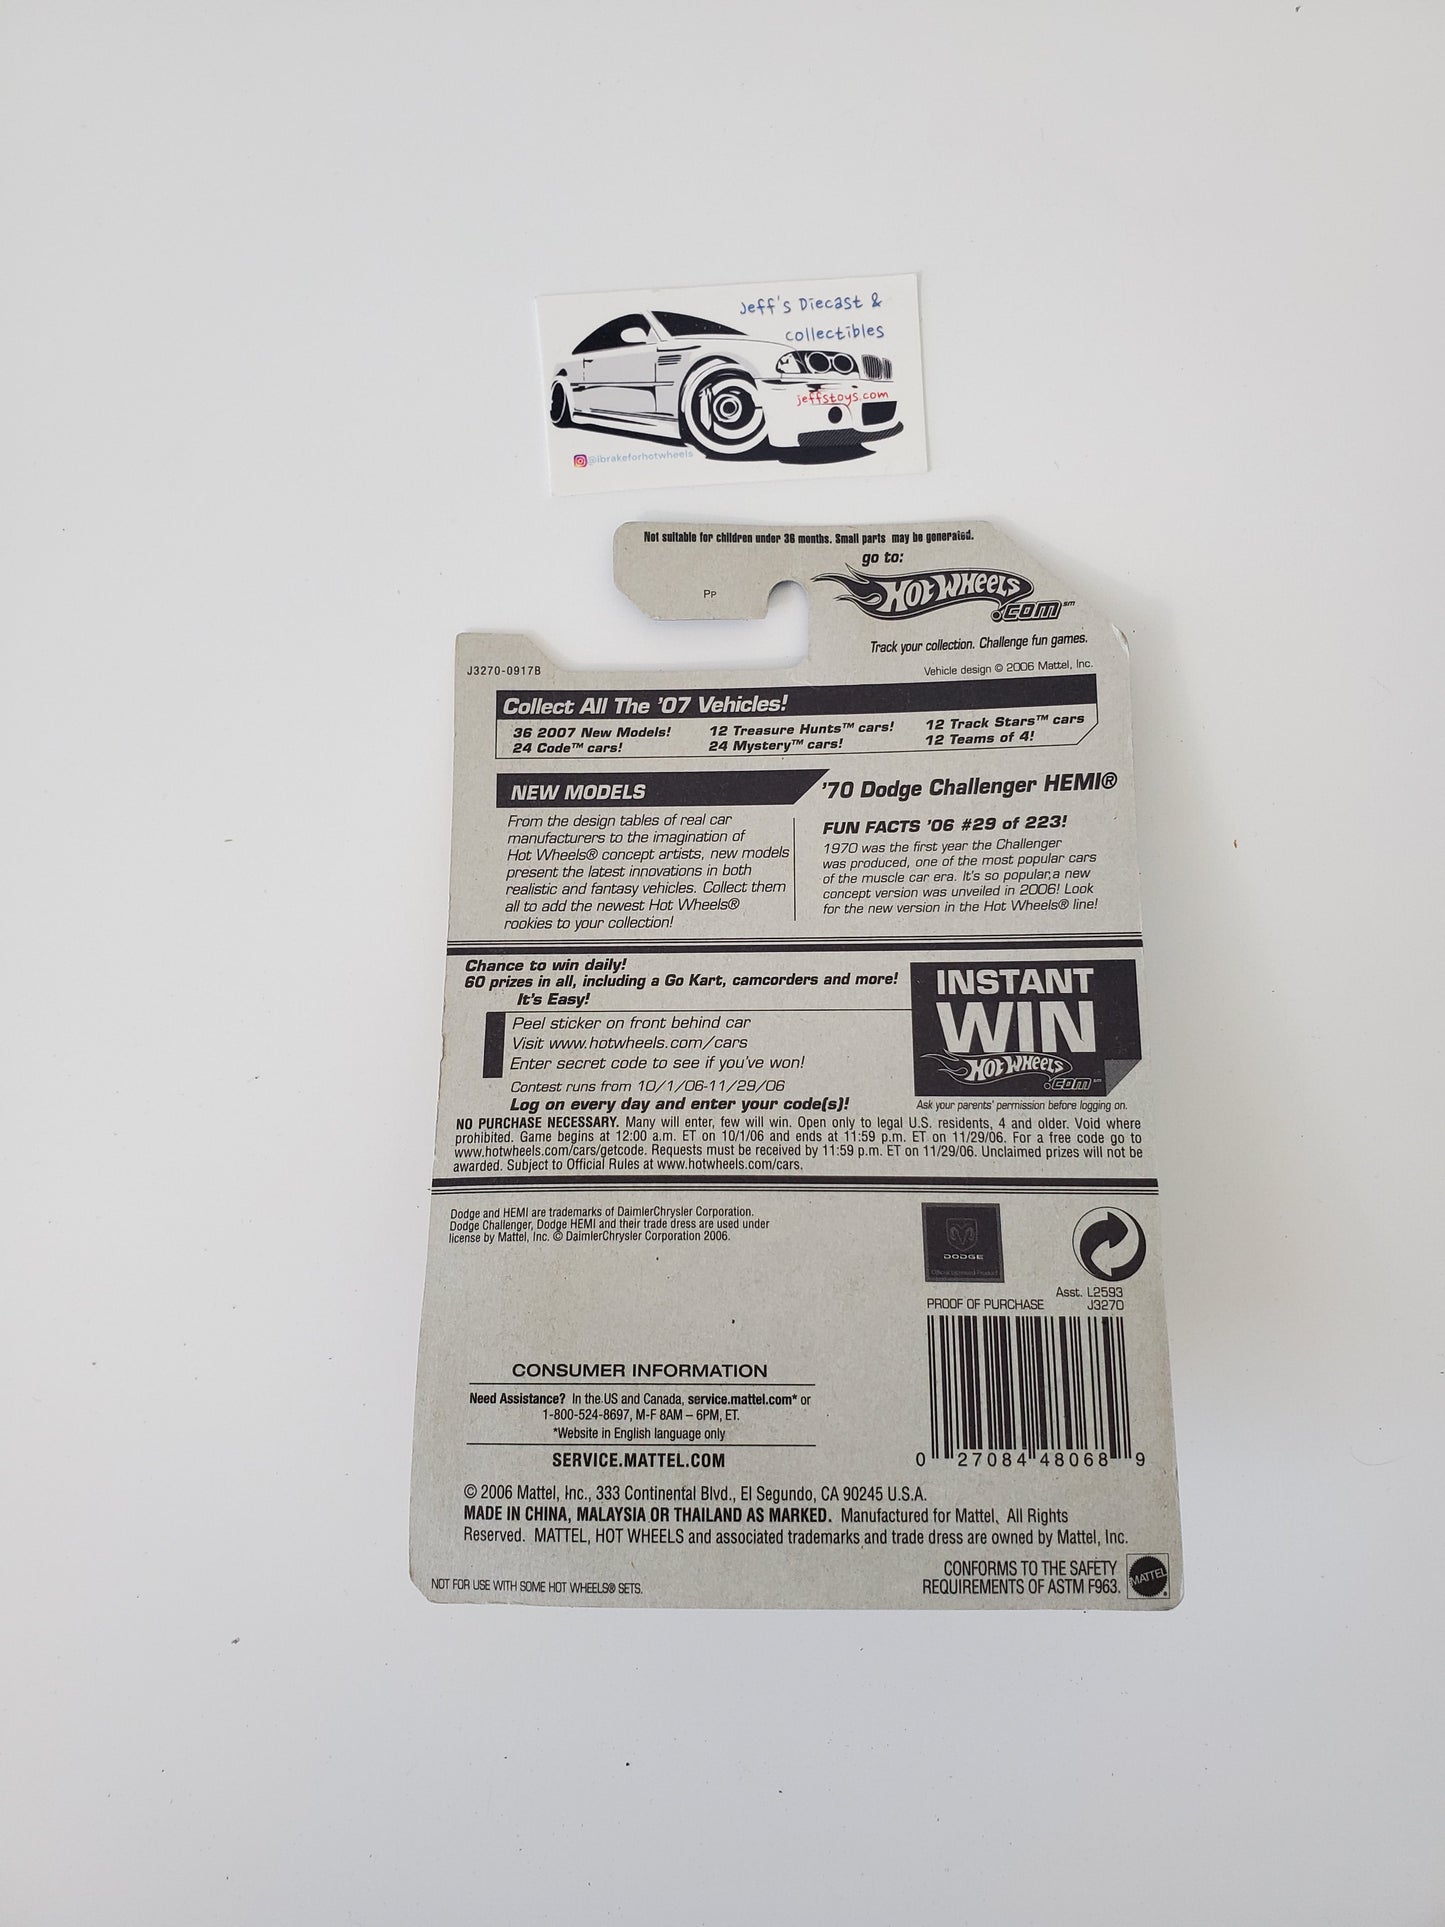 Jeff's Diecast &
collectibles
jeffstoys.com
@ibrakeforhotwheels
Not suitable for children under 36 months. Small parts may be generated.
go to:
Pp
HOT WHEELS
.COM℠
Track your collection. Challenge fun games.
J3270-0917B
Vehicle design © 2006 Mattel, Inc.
Collect All The '07 Vehicles!
36 2007 New Models! 12 Treasure Hunts™ cars! 12 Track Stars™ cars
24 Code™ cars! 24 Mystery™ cars! 12 Teams of 4!
NEW MODELS
From the design tables of real car
manufacturers to the imagination of
Hot Wheels® concept artists, new models
present the latest innovations in both
realistic and fantasy vehicles. Collect them
all to add the newest Hot Wheels®
rookies to your collection!
'70 Dodge Challenger HEMI®
FUN FACTS '06 #29 of 223!
1970 was the first year the Challenger
was produced, one of the most popular cars
of the muscle car era. It's so popular,a new
concept version was unveiled in 2006! Look
for the new version in the Hot Wheels® line!
Chance to win daily!
60 prizes in all, including a Go Kart, camcorders and more!
It's Easy!
Peel sticker on front behind car
Visit www.hotwheels.com/cars
Enter secret code to see if you've won!
Contest runs from 10/1/06-11/29/06
Log on every day and enter your code(s)!
INSTANT
WIN
HOT WHEELS
.COM℠
Ask your parents' permission before logging on.
NO PURCHASE NECESSARY. Many will enter, few will win. Open only to legal U.S. residents, 4 and older. Void where
prohibited. Game begins at 12:00 a.m. ET on 10/1/06 and ends at 11:59 p.m. ET on 11/29/06. For a free code go to
www.hotwheels.com/cars/getcode. Requests must be received by 11:59 p.m. ET on 11/29/06. Unclaimed prizes will not be
awarded. Subject to Official Rules at www.hotwheels.com/cars.
Dodge and HEMI are trademarks of DaimlerChrysler Corporation.
Dodge Challenger, Dodge HEMI and their trade dress are used under
license by Mattel, Inc. © DaimlerChrysler Corporation 2006.
DODGE
Official Licensed Product
Asst. L2593
PROOF OF PURCHASE J3270
0 27084 48068 9
CONSUMER INFORMATION
Need Assistance? In the US and Canada, service.mattel.com* or
1-800-524-8697, M-F 8AM – 6PM, ET.
*Website in English language only
SERVICE.MATTEL.COM
© 2006 Mattel, Inc., 333 Continental Blvd., El Segundo, CA 90245 U.S.A.
MADE IN CHINA, MALAYSIA OR THAILAND AS MARKED. Manufactured for Mattel, All Rights
Reserved. MATTEL, HOT WHEELS and associated trademarks and trade dress are owned by Mattel, Inc.
CONFORMS TO THE SAFETY
REQUIREMENTS OF ASTM F963.
MATTEL
NOT FOR USE WITH SOME HOT WHEELS® SETS.